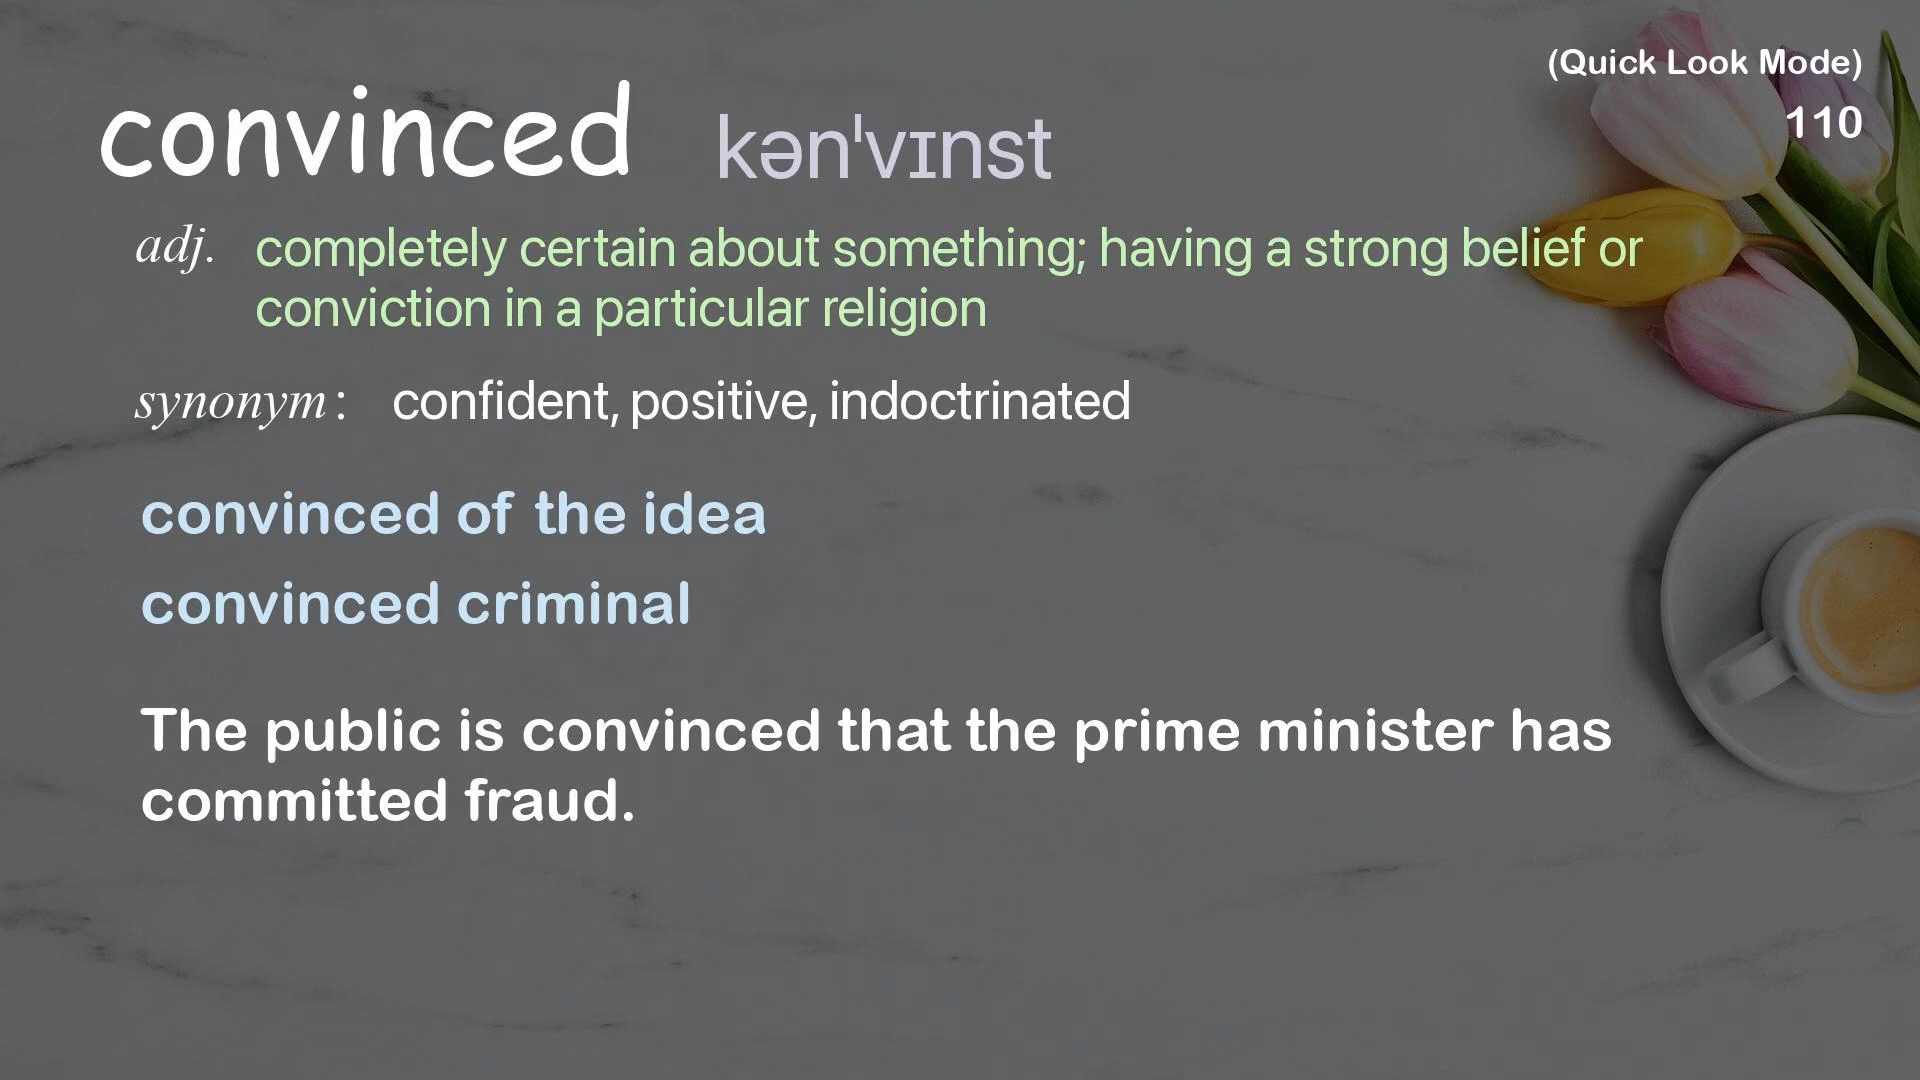 (Quick Look Mode)
110
convinced kənˈvɪnst
adj. completely certain about something; having a strong belief or
conviction in a particular religion
synonym: confident, positive, indoctrinated
convinced of the idea
convinced criminal
The public is convinced that the prime minister has
committed fraud.